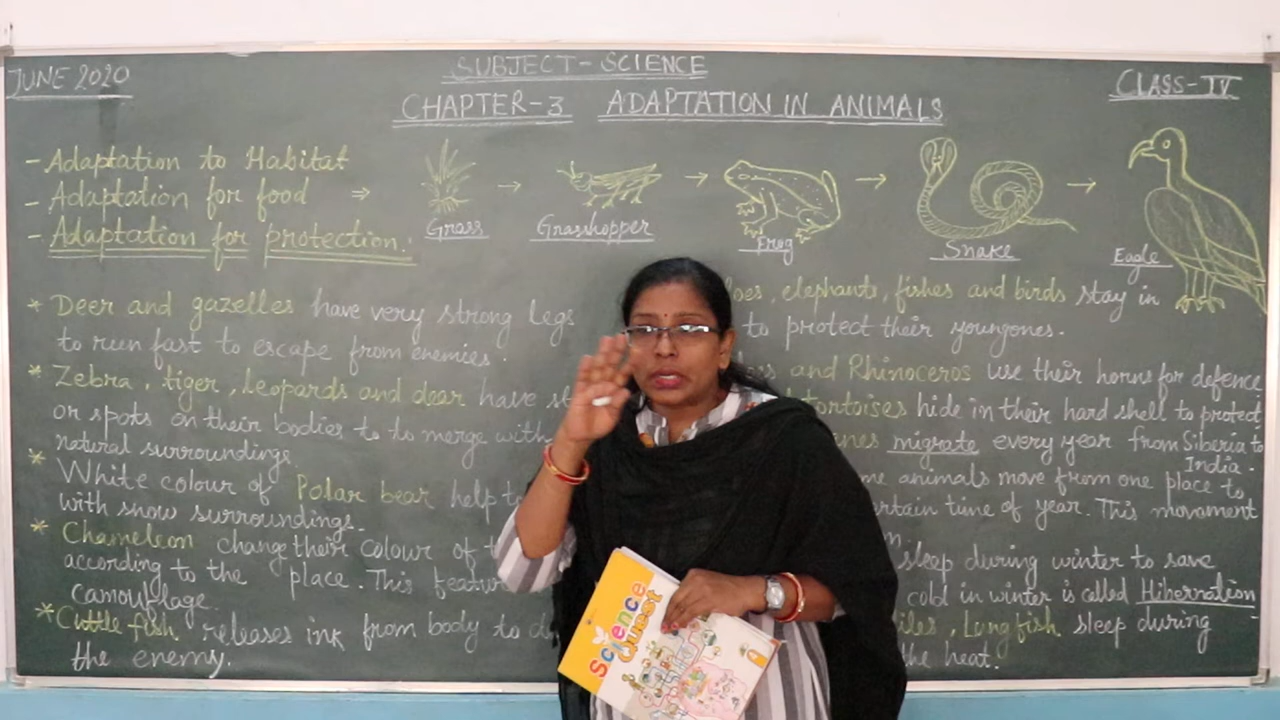 JUNE 2020
SUBJECT-SCIENCE
CLASS-IV
CHAPTER-3 ADAPTATION IN ANIMALS
- Adaptation to Habitat
- Adaptation for food ⇒
- Adaptation for protection.
Grass → Grasshopper → Frog → Snake → Eagle
* Deer and gazelles have very strong legs
to run fast to escape from enemies.
* Zebra, tiger, leopards and dear have
or spots on their bodies to to merge with
natural surroundings.
* White colour of Polar bear help
with snow surroundings.
* Chameleon change their colour of
according to the place. This
camouflage.
* Cuttle fish releases ink from body to
the enemy.
elephants, fishes and birds stay in
to protect their youngones.
and Rhinoceros use their horns for defence
tortoises hide in their hard shell to protect
migrate every year from Siberia to
India.
animals move from one place to
time of year. This movement
sleep during winter to save
cold in winter is called Hibernation
, Lungfish sleep during
the heat.
Science
Quest